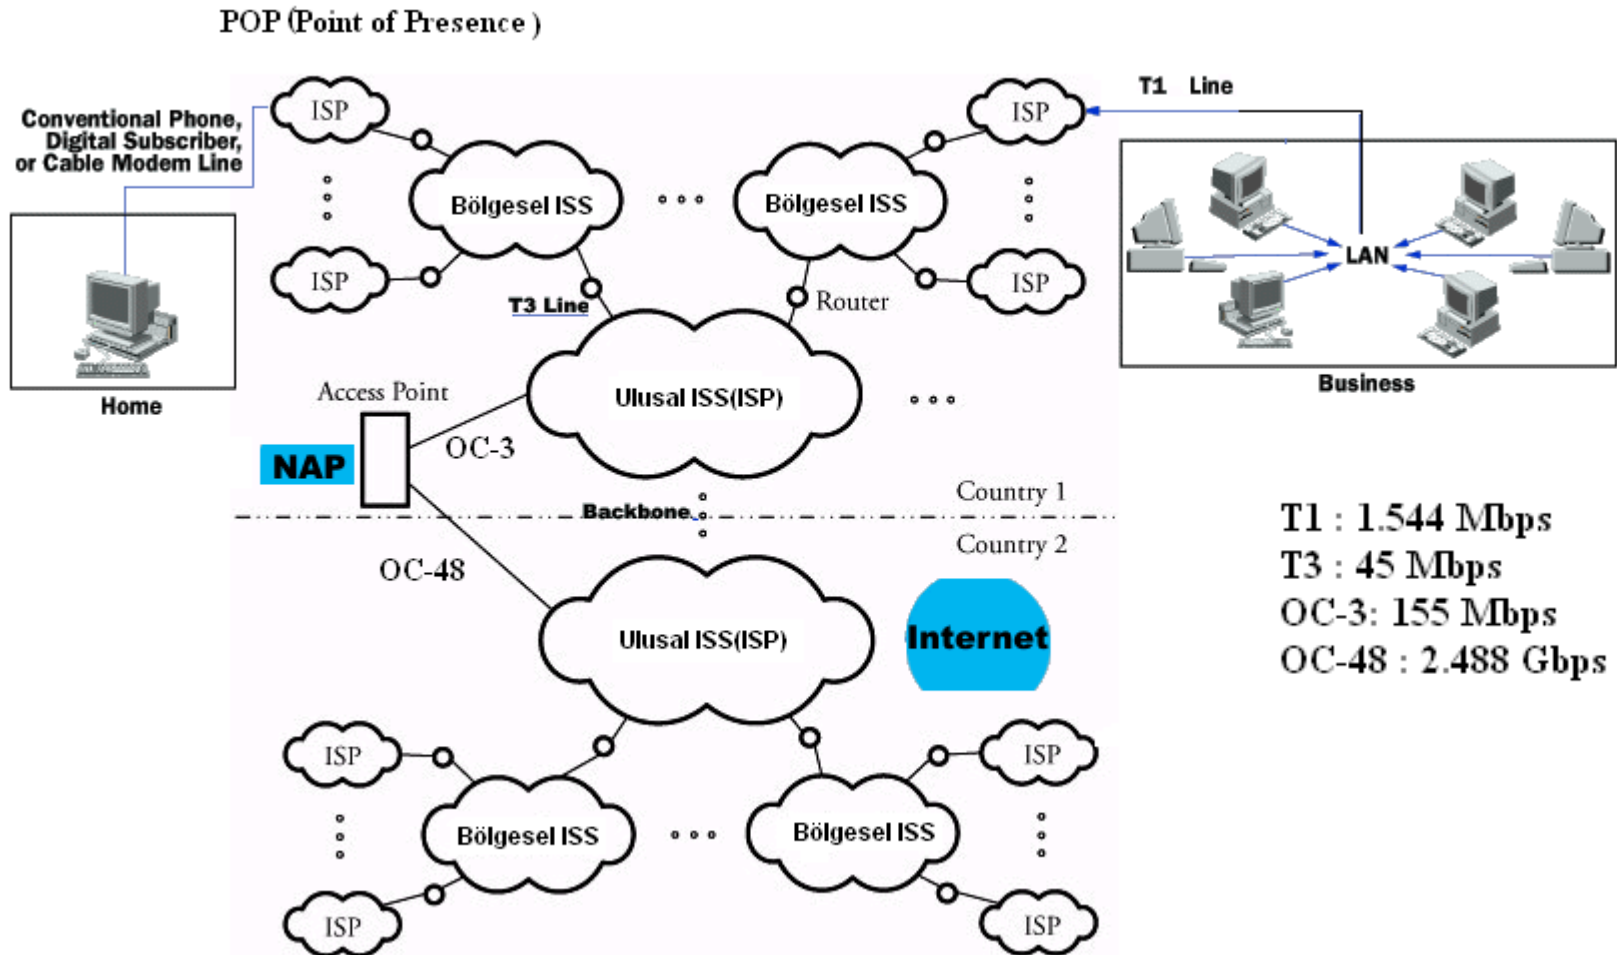 POP (Point of Presence )
T1 Line
Conventional Phone,
Digital Subscriber,
or Cable Modem Line
ISP
ISP
Bölgesel ISS
Bölgesel ISS
ISP
ISP
LAN
T3 Line
Router
Home
Business
Access Point
Ulusal ISS(ISP)
NAP
OC-3
Country 1
Backbone
Country 2
OC-48
Ulusal ISS(ISP)
Internet
T1 : 1.544 Mbps
T3 : 45 Mbps
OC-3: 155 Mbps
OC-48 : 2.488 Gbps
ISP
ISP
Bölgesel ISS
Bölgesel ISS
ISP
ISP